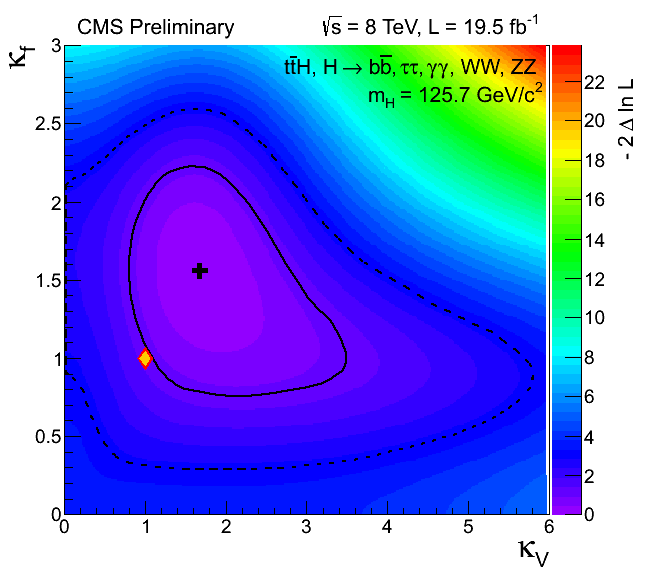 CMS Preliminary
√s = 8 TeV, L = 19.5 fb⁻¹
tt̅H, H → bb̅, ττ, γγ, WW, ZZ
m_H = 125.7 GeV/c²
κ_f
3
2.5
2
1.5
1
0.5
0
0 1 2 3 4 5 6
κ_V
22
20
18
16
14
12
10
8
6
4
2
0
- 2 Δ ln L